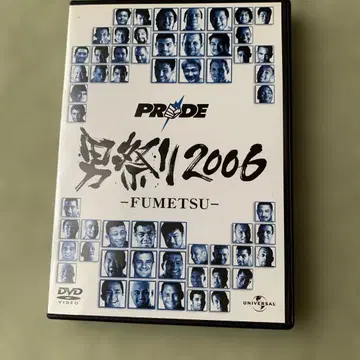 PRIDE
男祭り2006
-FUMETSU-
DVD
VIDEO
UNIVERSAL